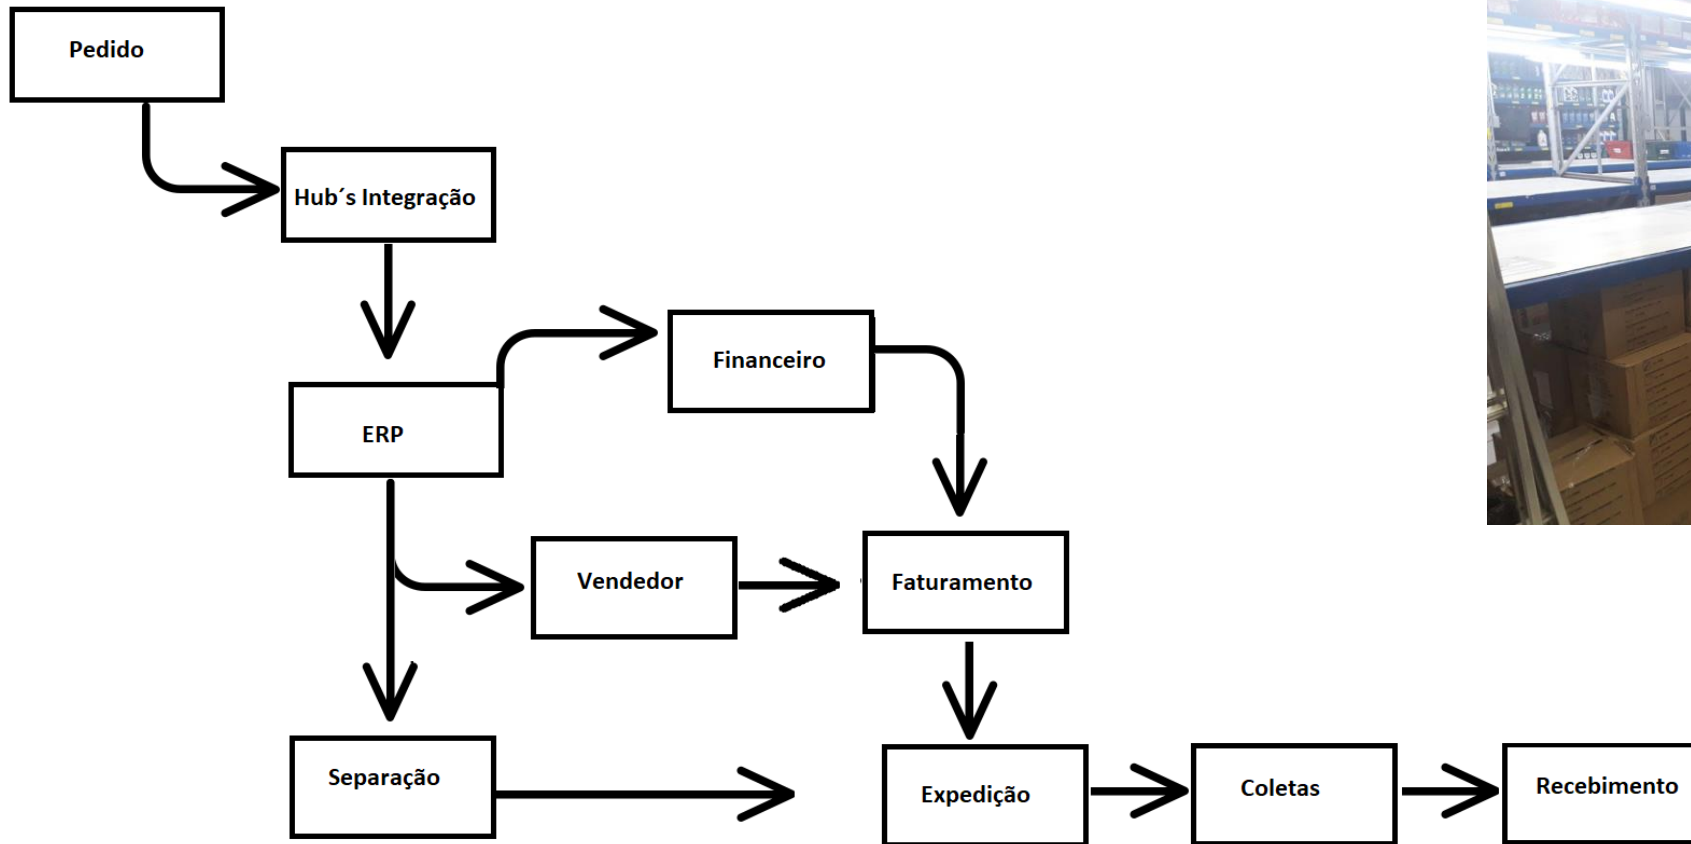 Pedido
Hub´s Integração
Financeiro
ERP
Vendedor
Faturamento
Separação
Expedição
Coletas
Recebimento